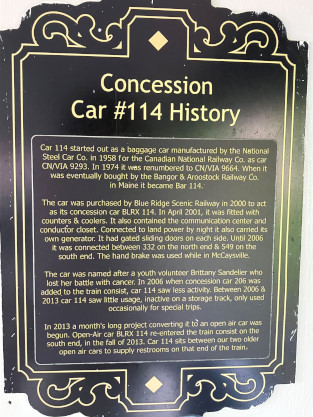 Concession
Car #114 History
Car 114 started out as a baggage car manufactured by the National
Steel Car Co. in 1958 for the Canadian National Railway Co. as car
CN/VIA 9293. In 1974 it was renumbered to CN/VIA 9664. When it
was eventually bought by the Bangor & Aroostock Railway Co.
in Maine it became Bar 114.
The car was purchased by Blue Ridge Scenic Railway in 2000 to act
as its concession car BLRX 114. In April 2001, it was fitted with
counters & coolers. It also contained the communication center and
conductor closet. Connected to land power by night it also carried its
own generator. It had gated sliding doors on each side. Until 2006
it was connected between 332 on the north end & 549 on the
south end. The hand brake was used while in McCaysville.
The car was named after a youth volunteer Brittany Sandelier who
lost her battle with cancer. In 2006 when concession car 206 was
added to the train consist, car 114 saw less activity. Between 2006 &
2013 car 114 saw little usage, inactive on a storage track, only used
occasionally for special trips.
In 2013 a month's long project converting it to an open air car was
begun. Open-Air car BLRX 114 re-entered the train consist on the
south end, in the fall of 2013. Car 114 sits between our two older
open air cars to supply restrooms on that end of the train.